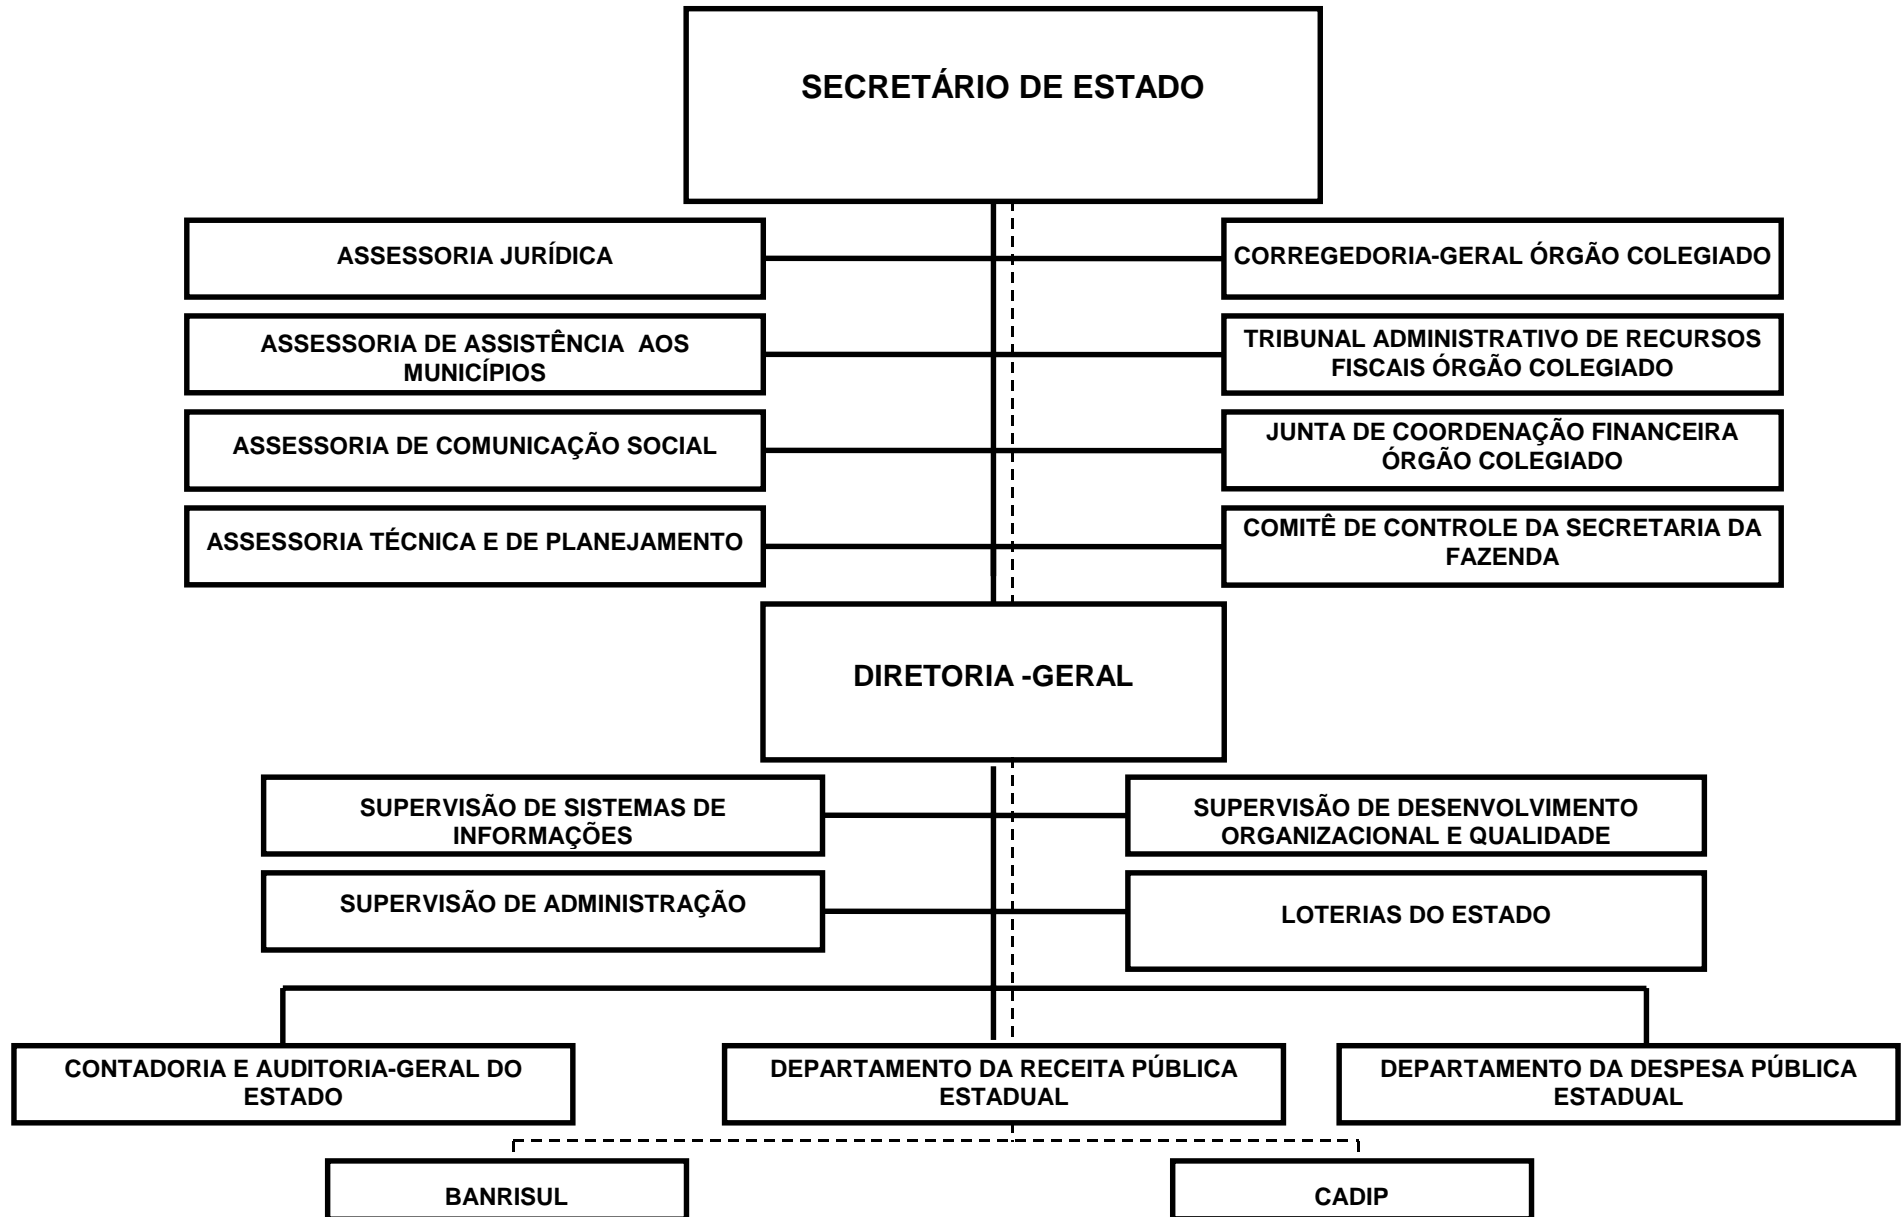 SECRETÁRIO DE ESTADO
ASSESSORIA JURÍDICA
CORREGEDORIA-GERAL ÓRGÃO COLEGIADO
ASSESSORIA DE ASSISTÊNCIA AOS
MUNICÍPIOS
TRIBUNAL ADMINISTRATIVO DE RECURSOS
FISCAIS ÓRGÃO COLEGIADO
ASSESSORIA DE COMUNICAÇÃO SOCIAL
JUNTA DE COORDENAÇÃO FINANCEIRA
ÓRGÃO COLEGIADO
ASSESSORIA TÉCNICA E DE PLANEJAMENTO
COMITÊ DE CONTROLE DA SECRETARIA DA
FAZENDA
DIRETORIA -GERAL
SUPERVISÃO DE SISTEMAS DE
INFORMAÇÕES
SUPERVISÃO DE DESENVOLVIMENTO
ORGANIZACIONAL E QUALIDADE
SUPERVISÃO DE ADMINISTRAÇÃO
LOTERIAS DO ESTADO
CONTADORIA E AUDITORIA-GERAL DO
ESTADO
DEPARTAMENTO DA RECEITA PÚBLICA
ESTADUAL
DEPARTAMENTO DA DESPESA PÚBLICA
ESTADUAL
BANRISUL
CADIP